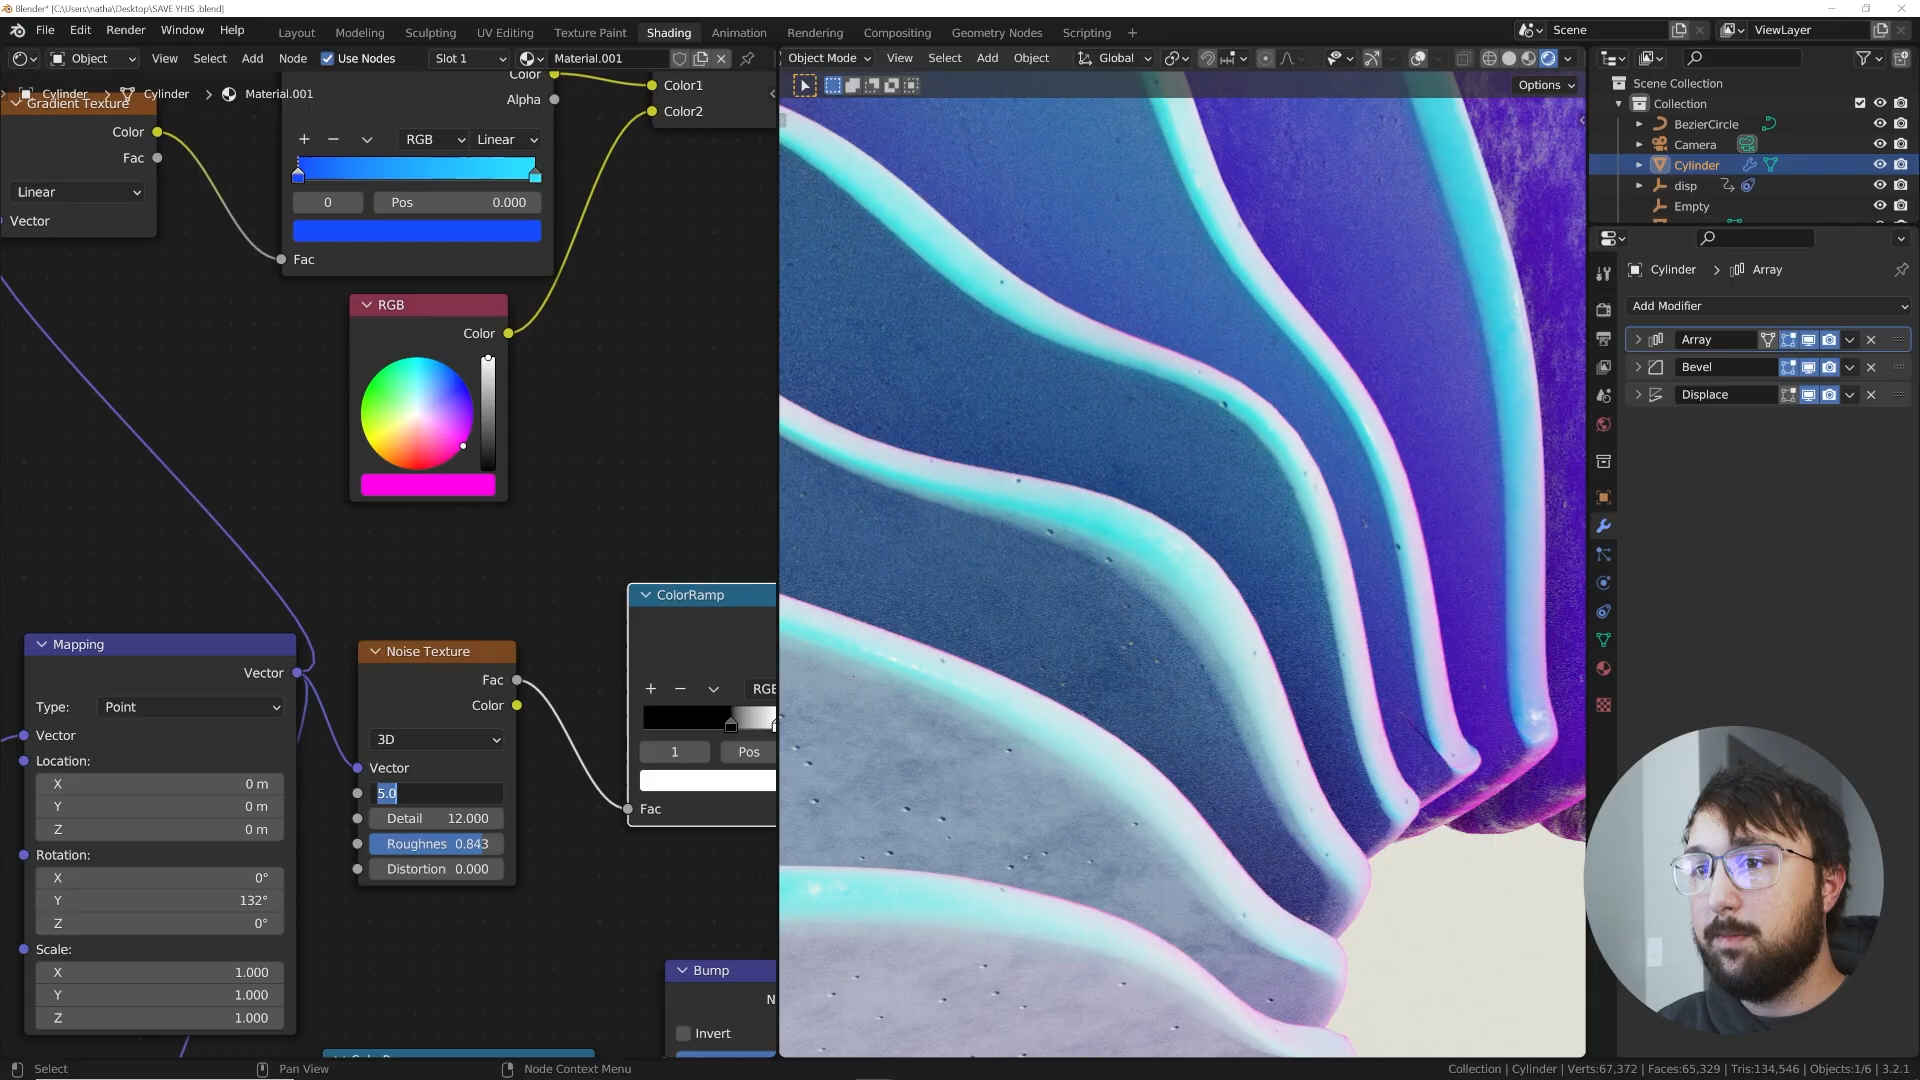 Blender* [C:\Users\natha\Desktop\SAVE YHIS .blend]
File Edit Render Window Help
Layout Modeling Sculpting UV Editing Texture Paint Shading Animation Rendering Compositing Geometry Nodes Scripting +
Scene
ViewLayer
Object View Select Add Node Use Nodes Slot 1 Material.001
Object Mode View Select Add Object Global
Options
Cylinder > Cylinder > Material.001
Gradient Texture
Color
Fac
Linear
Vector
Color
Alpha
RGB Linear
0 Pos 0.000
Fac
Color1
Color2
RGB
Color
Mapping
Vector
Type: Point
Vector
Location:
X 0 m
Y 0 m
Z 0 m
Rotation:
X 0°
Y 132°
Z 0°
Scale:
X 1.000
Y 1.000
Z 1.000
Noise Texture
Fac
Color
3D
Vector
5.0
Detail 12.000
Roughnes 0.843
Distortion 0.000
ColorRamp
RGB
1 Pos
Fac
Bump
N
Invert
Scene Collection
Collection
BezierCircle
Camera
Cylinder
disp
Empty
Cylinder > Array
Add Modifier
Array
Bevel
Displace
Select
Pan View
Node Context Menu
Collection | Cylinder | Verts:67,372 | Faces:65,329 | Tris:134,546 | Objects:1/6 | 3.2.1